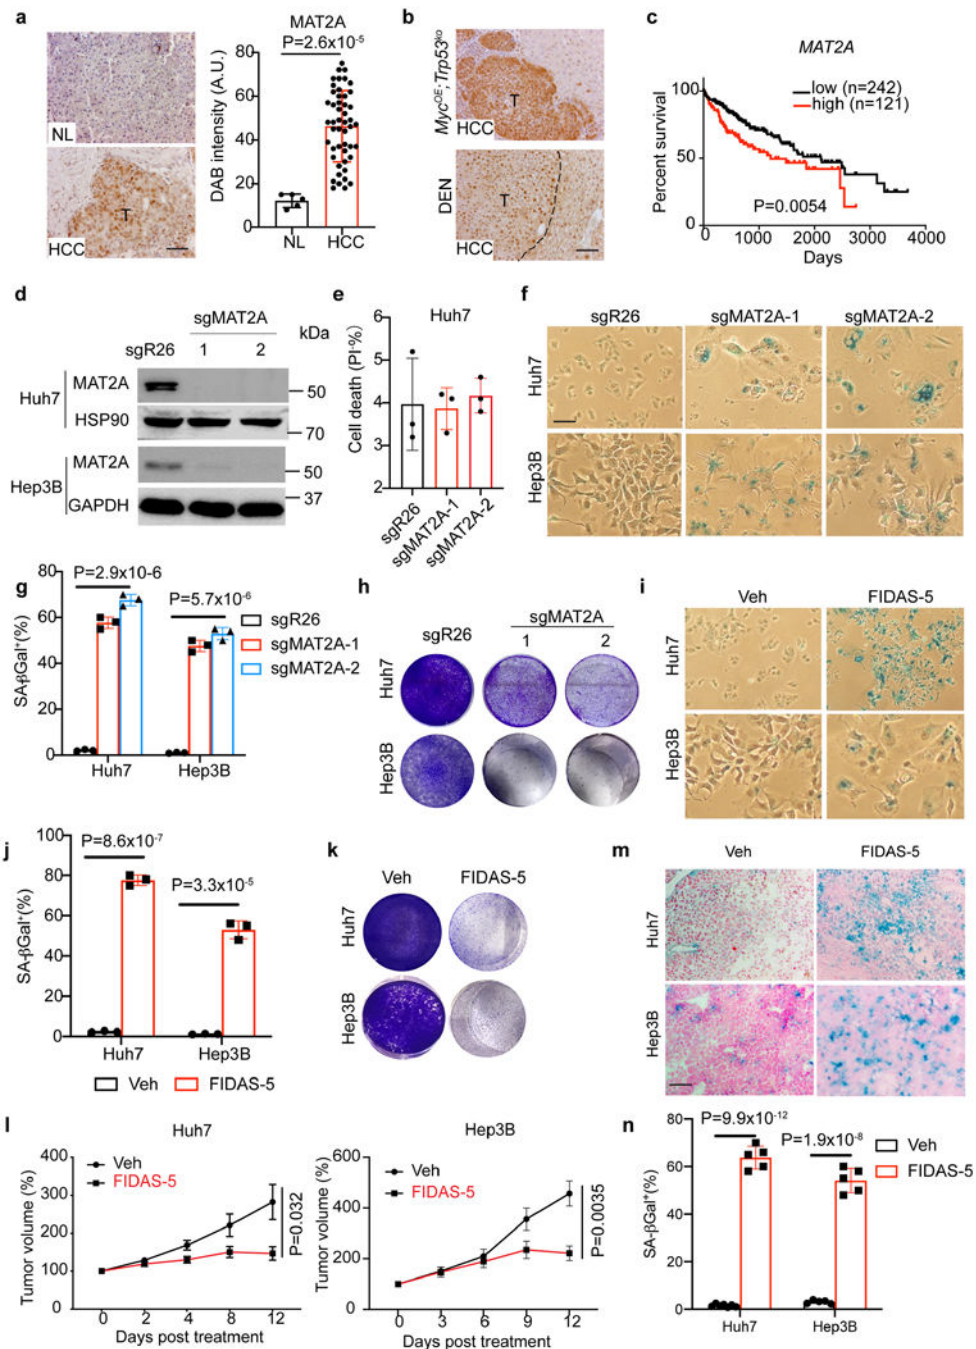 a
MAT2A
P=2.6x10-5
DAB intensity (A.U.)
80
60
40
20
0
NL
HCC
NL
T
HCC
b
Mycᴼᴱ;Trp53ᵏᵒ
T
HCC
DEN
T
HCC
c
MAT2A
low (n=242)
high (n=121)
Percent survival
100
50
0
P=0.0054
0 1000 2000 3000 4000
Days
d
sgMAT2A
sgR26 1 2 kDa
Huh7
MAT2A
50
HSP90
70
Hep3B
MAT2A
50
37
GAPDH
e
Huh7
Cell death (PI-%)
6
5
4
3
2
sgR26
sgMAT2A-1
sgMAT2A-2
f
sgR26 sgMAT2A-1 sgMAT2A-2
Huh7
Hep3B
g
P=2.9x10-6
P=5.7x10-6
SA-βGal+(%)
80
60
40
20
0
Huh7 Hep3B
sgR26
sgMAT2A-1
sgMAT2A-2
h
sgMAT2A
sgR26 1 2
Huh7
Hep3B
i
Veh FIDAS-5
Huh7
Hep3B
j
P=8.6x10-7
P=3.3x10-5
SA-βGal+(%)
100
80
60
40
20
0
Huh7 Hep3B
Veh FIDAS-5
k
Veh FIDAS-5
Huh7
Hep3B
m
Veh FIDAS-5
Huh7
Hep3B
l
Huh7
Veh
FIDAS-5
Tumor volume (%)
400
300
200
100
0
P=0.032
0 2 4 8 12
Days post treatment
Hep3B
Veh
FIDAS-5
Tumor volume (%)
600
400
200
0
P=0.0035
0 3 6 9 12
Days post treatment
n
P=9.9x10-12
P=1.9x10-8
SA-βGal+(%)
80
60
40
20
0
Huh7 Hep3B
Veh
FIDAS-5